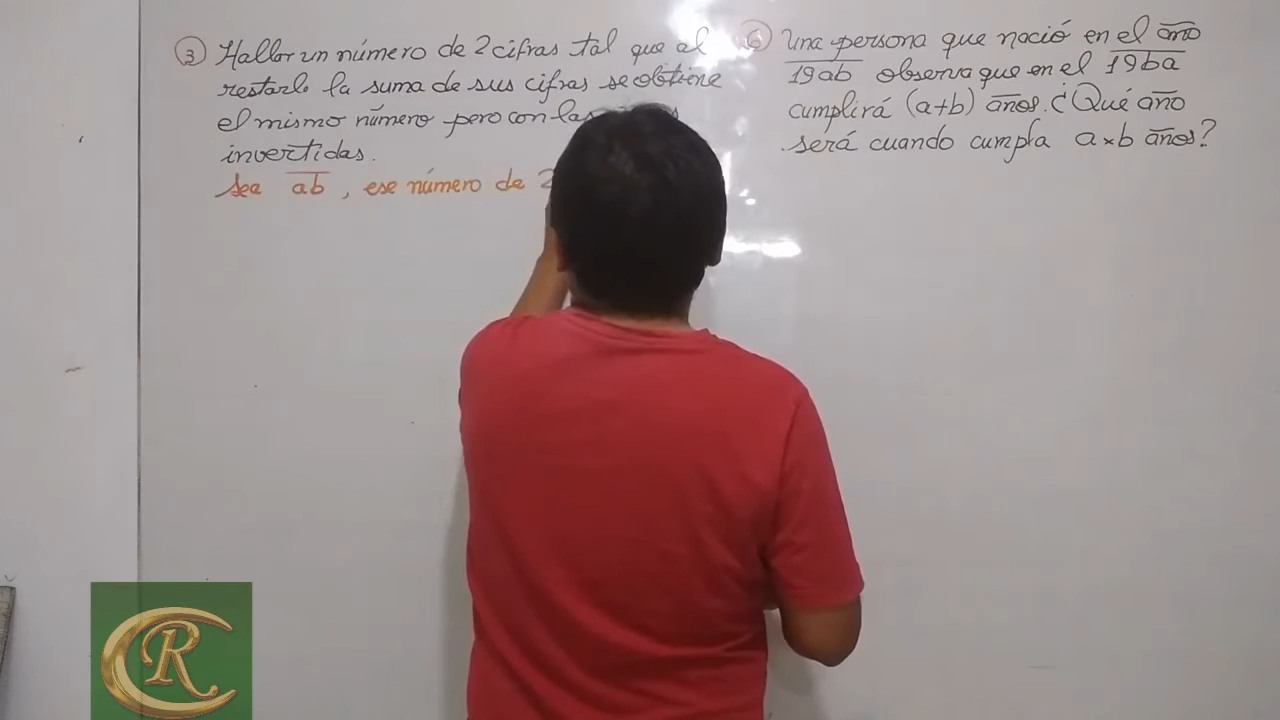 ③ Hallar un número de 2 cifras tal que al
restarle la suma de sus cifras se obtiene
el mismo número pero con las
invertidas.
Sea ab, ese número de 2
⑥ Una persona que nació en el año
19ab observa que en el 19ba
cumplirá (a+b) años. ¿Qué año
será cuando cumpla a×b años?
CR